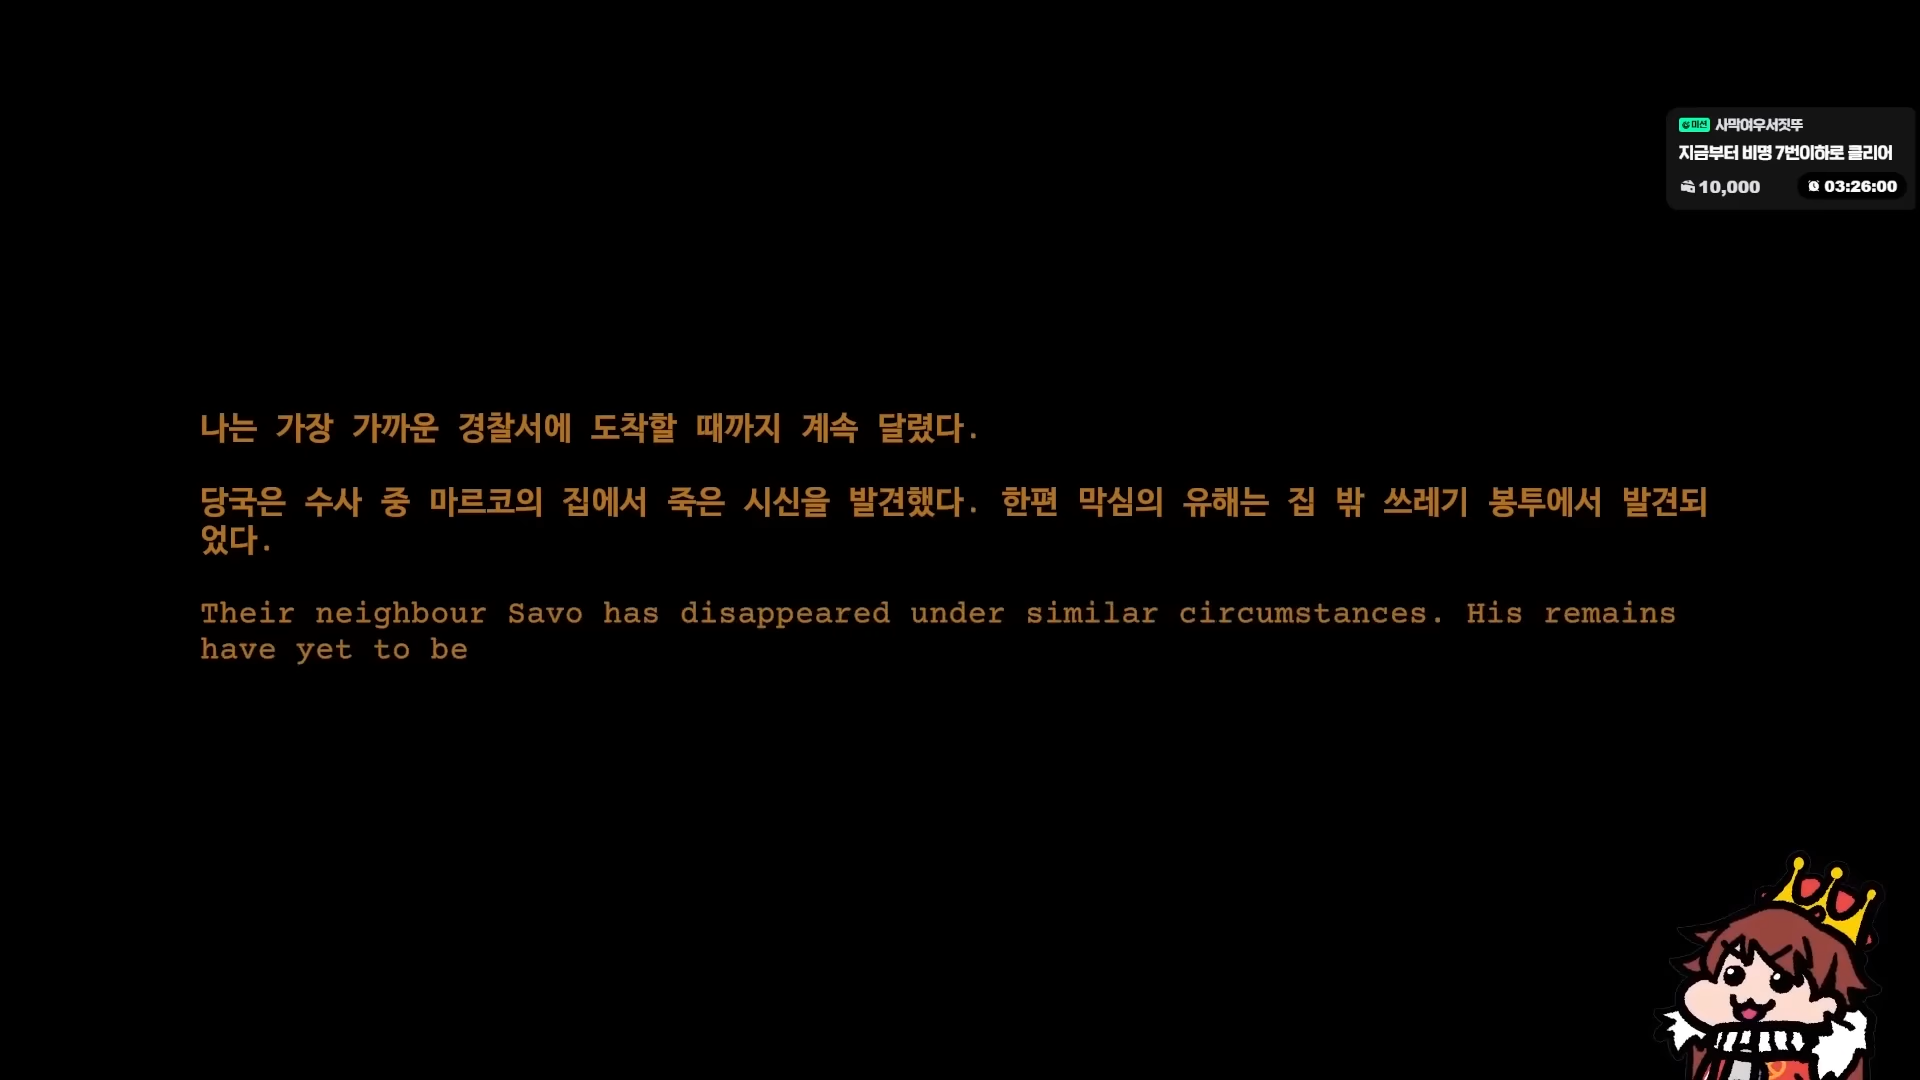 미션 사막여우서짓뚜
지금부터 비명 7번이하로 클리어
10,000 03:26:00
나는 가장 가까운 경찰서에 도착할 때까지 계속 달렸다.
당국은 수사 중 마르코의 집에서 죽은 시신을 발견했다. 한편 막심의 유해는 집 밖 쓰레기 봉투에서 발견되
었다.
Their neighbour Savo has disappeared under similar circumstances. His remains
have yet to be